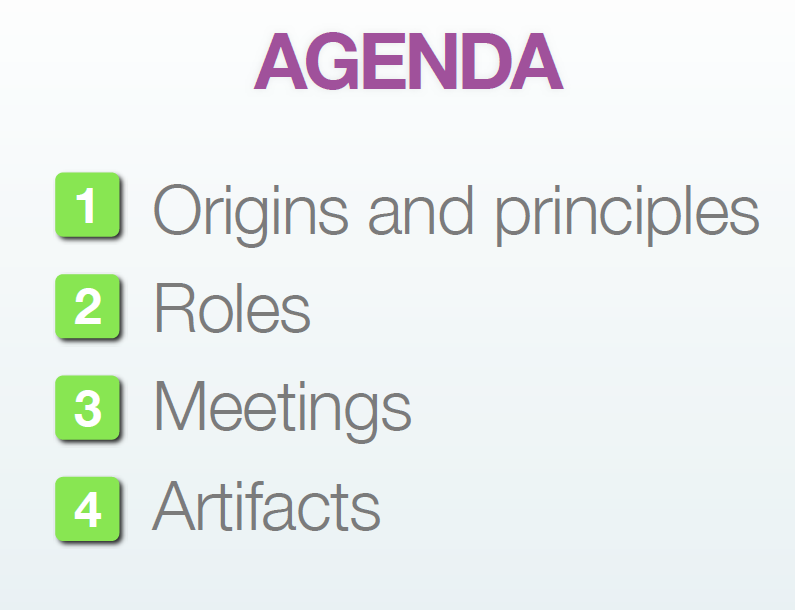 AGENDA
1 Origins and principles
2 Roles
3 Meetings
4 Artifacts